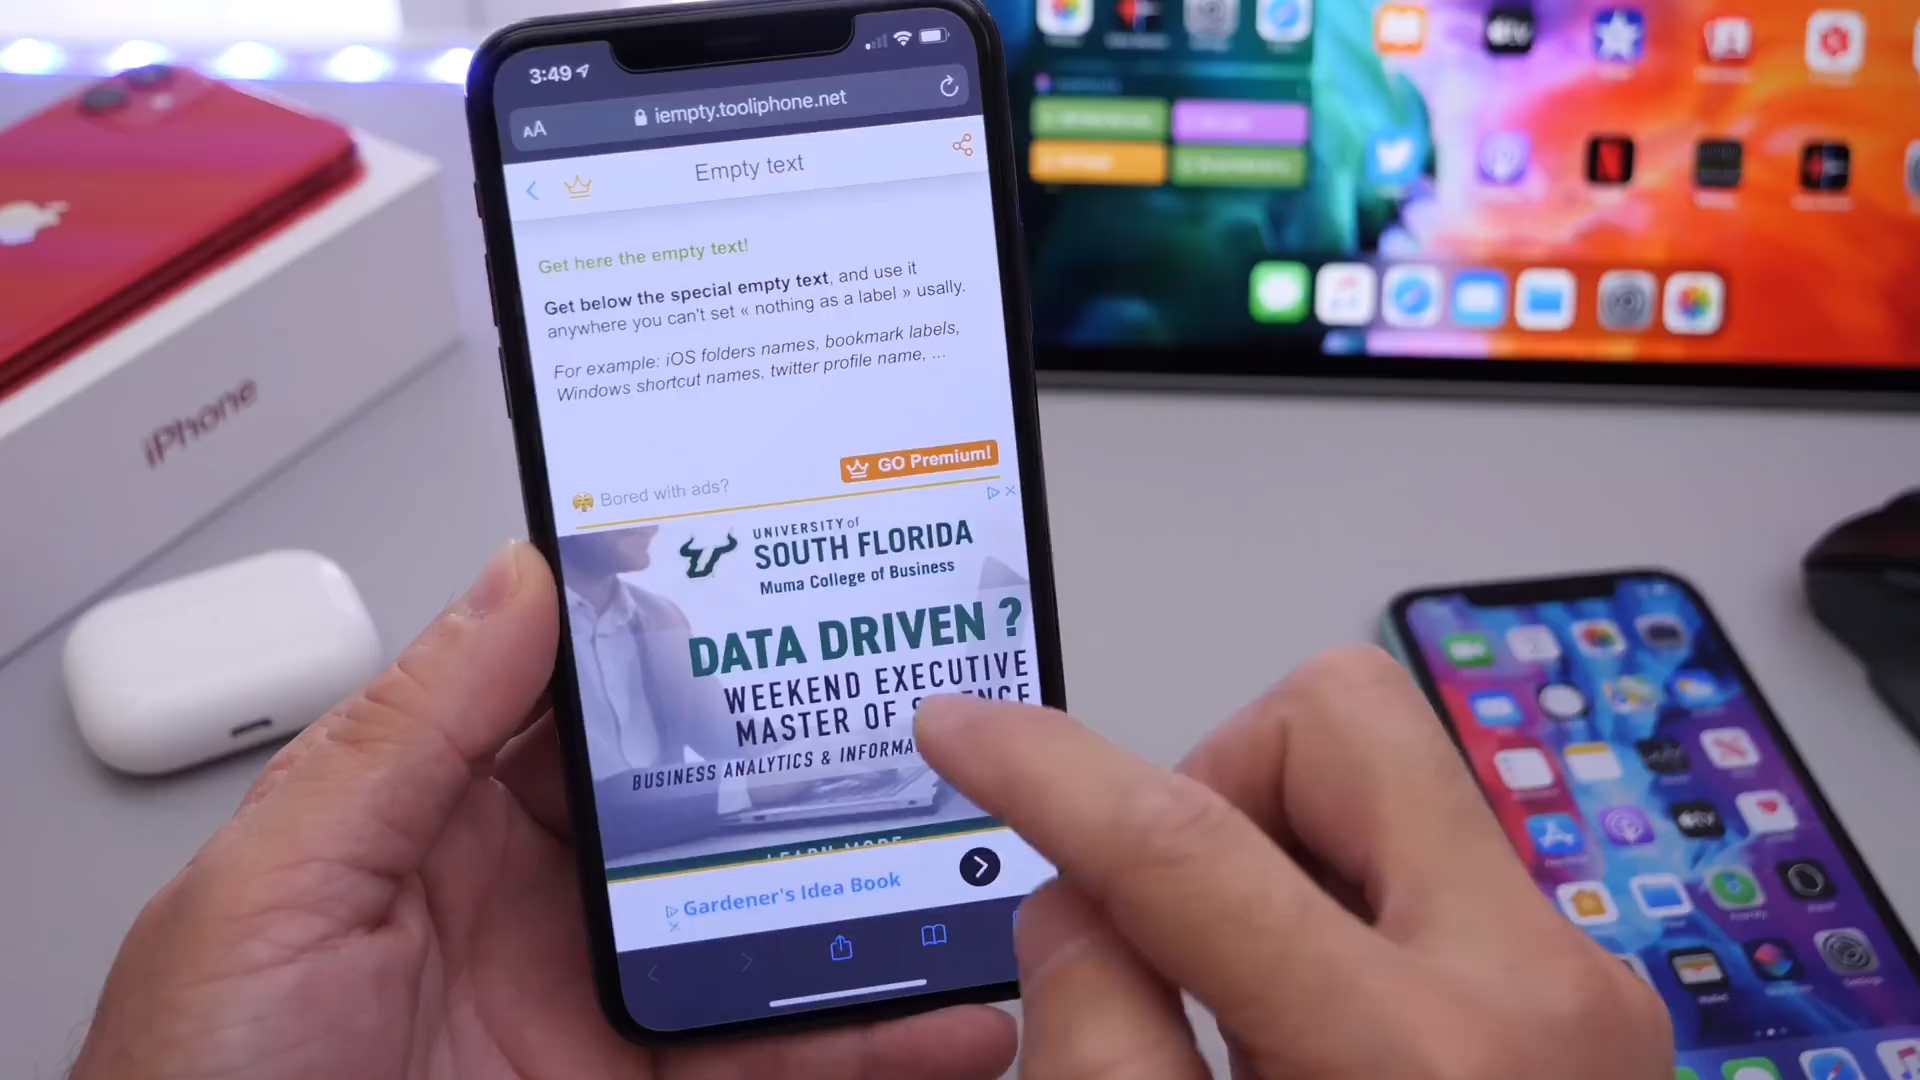 3:49
AA
iempty.tooliphone.net
Empty text
Get here the empty text!
Get below the special empty text, and use it
anywhere you can't set « nothing as a label » usally.
For example: iOS folders names, bookmark labels,
Windows shortcut names, twitter profile name, ...
GO Premium!
Bored with ads?
UNIVERSITY of
SOUTH FLORIDA
Muma College of Business
DATA DRIVEN ?
WEEKEND EXECUTIVE
MASTER OF
BUSINESS ANALYTICS &
LEARN MORE
Gardener's Idea Book
iPhone